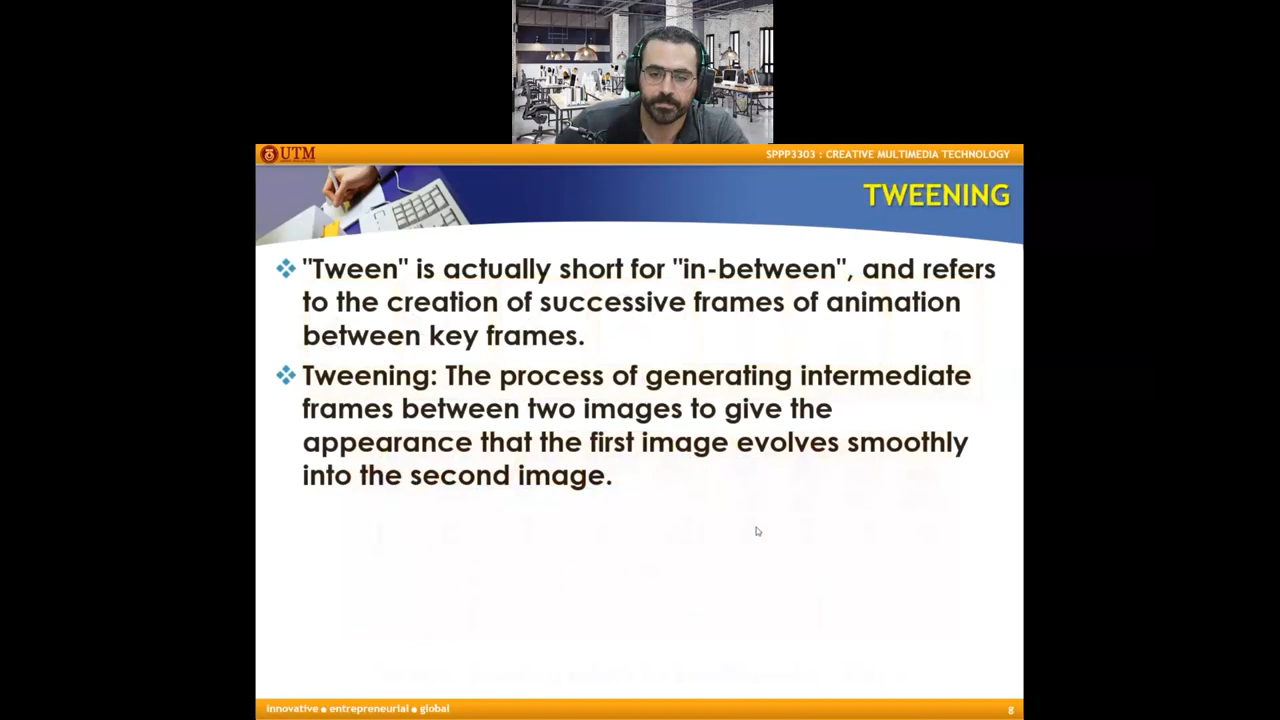 UTM
SPPP3303 : CREATIVE MULTIMEDIA TECHNOLOGY
TWEENING
"Tween" is actually short for "in-between", and refers
to the creation of successive frames of animation
between key frames.
Tweening: The process of generating intermediate
frames between two images to give the
appearance that the first image evolves smoothly
into the second image.
innovative ● entrepreneurial ● global
g